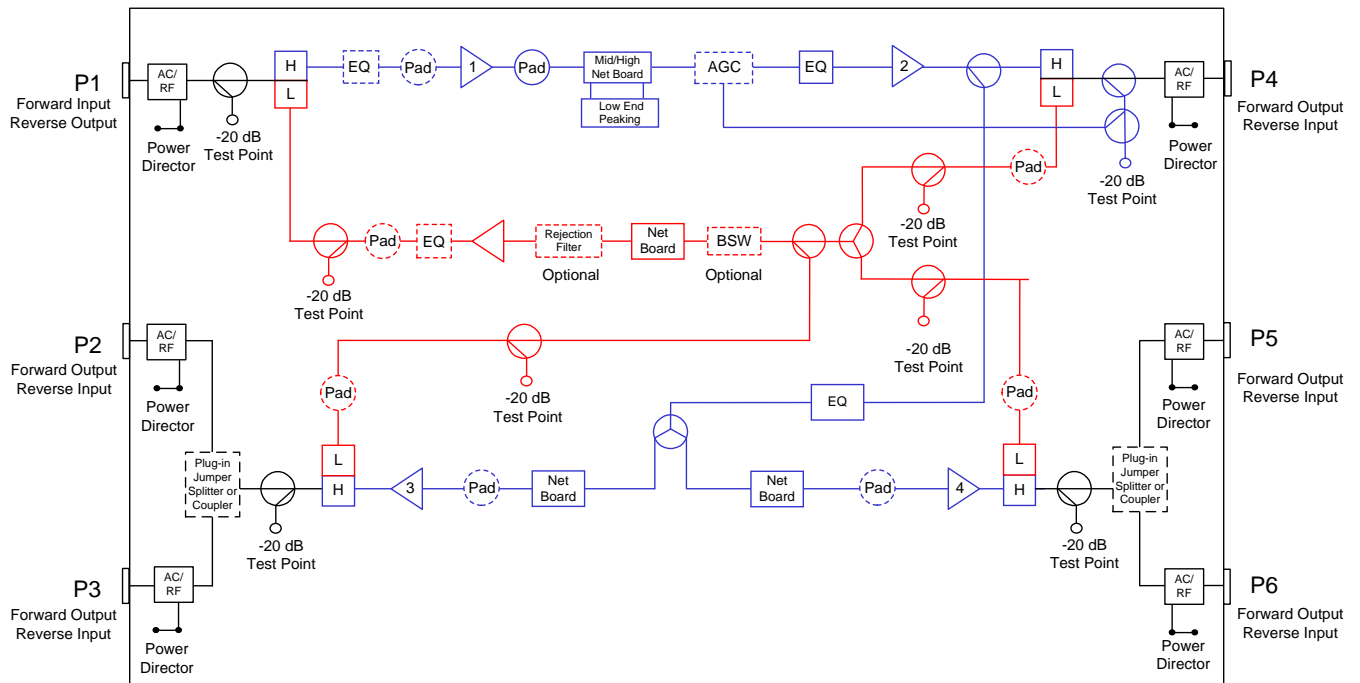 P1
Forward Input
Reverse Output
AC/
RF
Power
Director
-20 dB
Test Point
H
L
EQ
Pad
1
Pad
Mid/High
Net Board
Low End
Peaking
AGC
EQ
2
H
L
-20 dB
Test Point
AC/
RF
Power
Director
P4
Forward Output
Reverse Input
Pad
-20 dB
Test Point
-20 dB
Test Point
Pad
EQ
Rejection
Filter
Optional
Net
Board
BSW
Optional
-20 dB
Test Point
P2
Forward Output
Reverse Input
AC/
RF
Power
Director
Pad
-20 dB
Test Point
EQ
Pad
AC/
RF
Power
Director
P5
Forward Output
Reverse Input
Plug-in
Jumper
Splitter or
Coupler
-20 dB
Test Point
L
H
3
Pad
Net
Board
Net
Board
Pad
4
L
H
-20 dB
Test Point
Plug-in
Jumper
Splitter or
Coupler
P3
Forward Output
Reverse Input
AC/
RF
Power
Director
AC/
RF
Power
Director
P6
Forward Output
Reverse Input